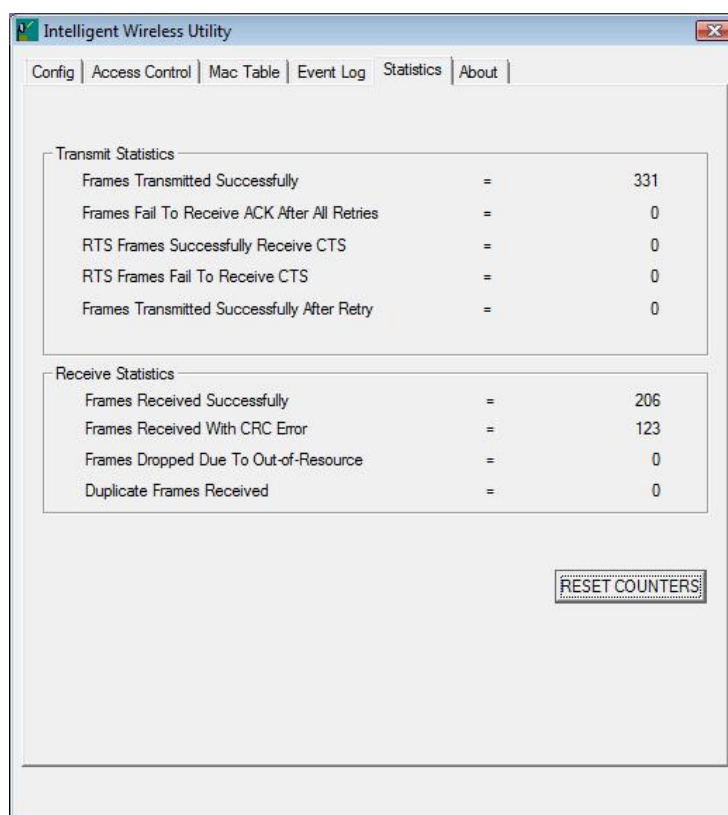 Intelligent Wireless Utility
Config Access Control Mac Table Event Log Statistics About
Transmit Statistics
Frames Transmitted Successfully = 331
Frames Fail To Receive ACK After All Retries = 0
RTS Frames Successfully Receive CTS = 0
RTS Frames Fail To Receive CTS = 0
Frames Transmitted Successfully After Retry = 0
Receive Statistics
Frames Received Successfully = 206
Frames Received With CRC Error = 123
Frames Dropped Due To Out-of-Resource = 0
Duplicate Frames Received = 0
RESET COUNTERS